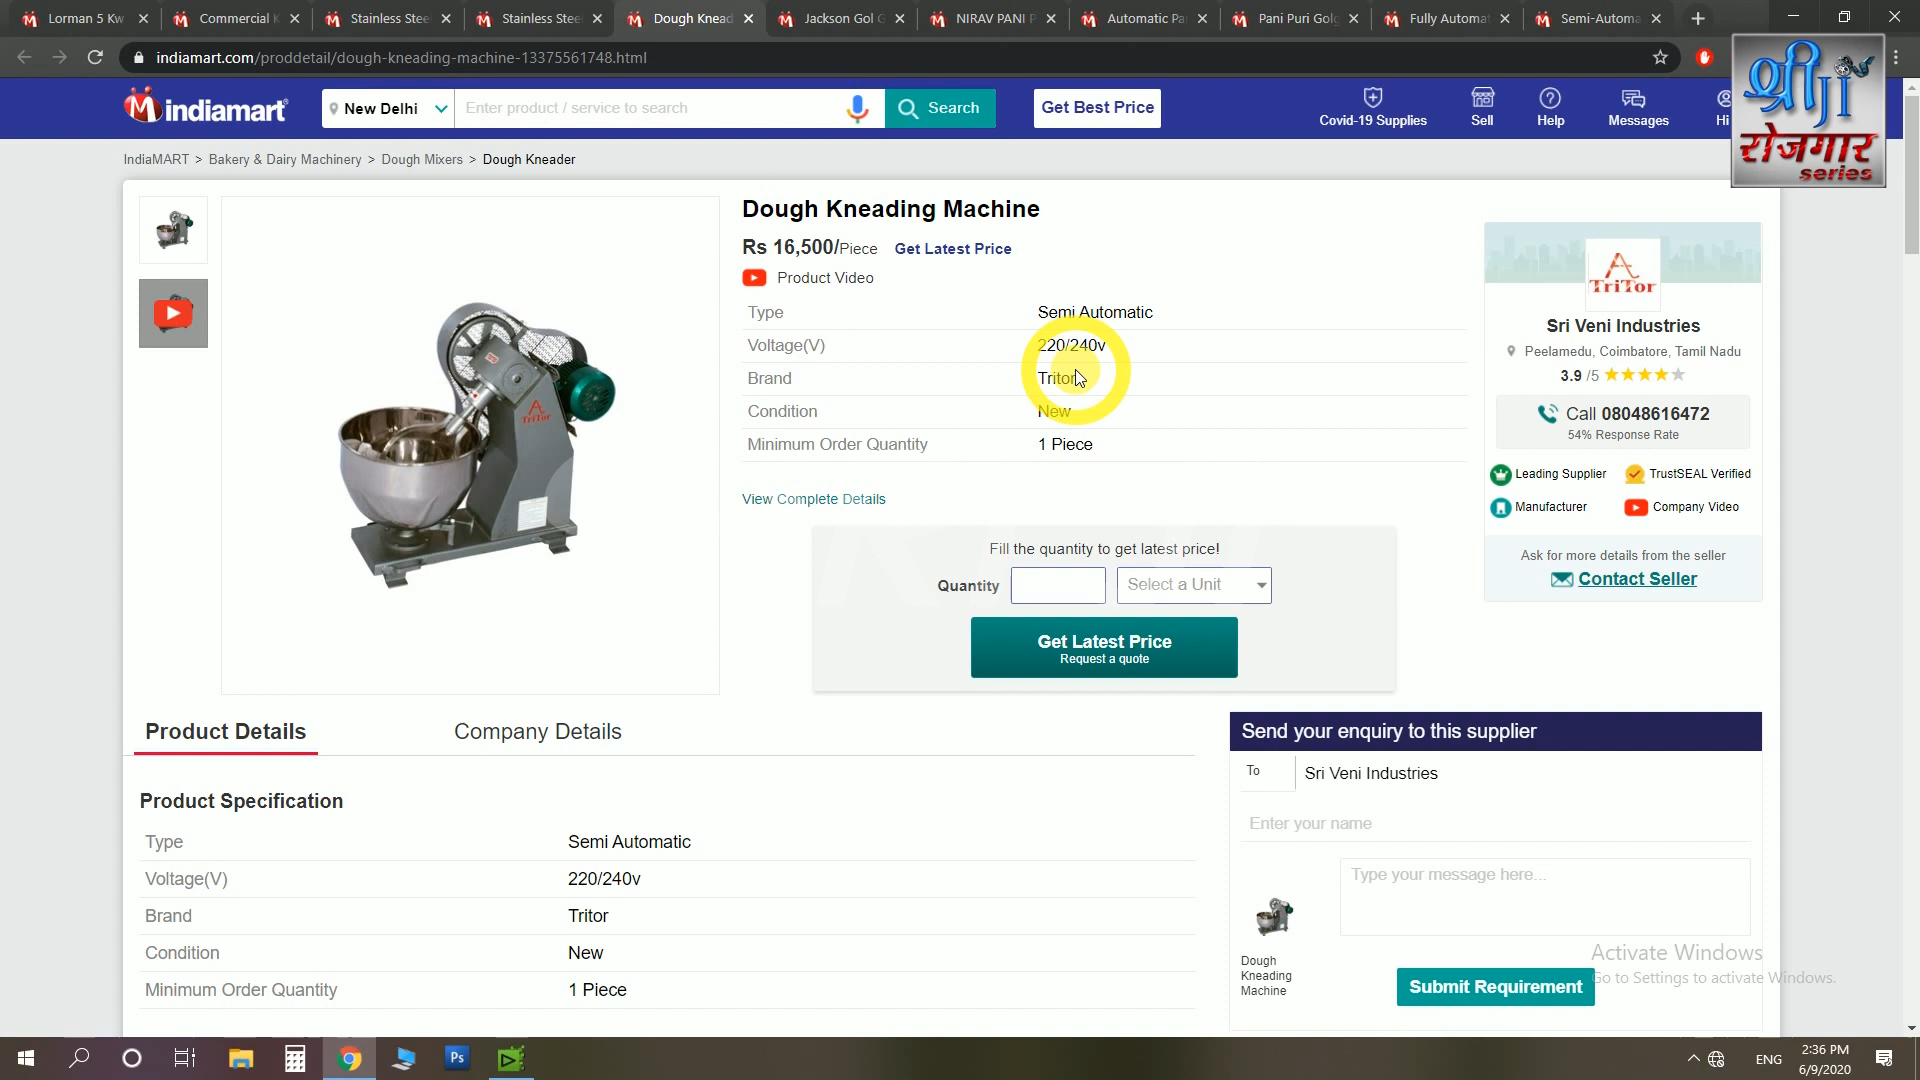 Lorman 5 Kw
Commercial K
Stainless Stee
Stainless Stee
Dough Knead
Jackson Gol G
NIRAV PANI P
Automatic Pa
Pani Puri Golg
Fully Automat
Semi-Automa
indiamart.com/proddetail/dough-kneading-machine-13375561748.html
श्रीजी
रोजगार
series
indiamart
New Delhi
Enter product / service to search
Search
Get Best Price
Covid-19 Supplies
Sell
Help
Messages
Hi
IndiaMART > Bakery & Dairy Machinery > Dough Mixers > Dough Kneader
Dough Kneading Machine
Rs 16,500/Piece Get Latest Price
Product Video
Type Semi Automatic
Voltage(V) 220/240v
Brand Tritor
Condition New
Minimum Order Quantity 1 Piece
View Complete Details
Fill the quantity to get latest price!
Quantity Select a Unit
Get Latest Price
Request a quote
TriTor
TriTor
Sri Veni Industries
Peelamedu, Coimbatore, Tamil Nadu
3.9 /5
Call 08048616472
54% Response Rate
Leading Supplier TrustSEAL Verified
Manufacturer Company Video
Ask for more details from the seller
Contact Seller
Product Details Company Details
Product Specification
Type Semi Automatic
Voltage(V) 220/240v
Brand Tritor
Condition New
Minimum Order Quantity 1 Piece
Send your enquiry to this supplier
To Sri Veni Industries
Enter your name
Type your message here...
Dough
Kneading
Machine
Submit Requirement
Activate Windows
Go to Settings to activate Windows.
Ps
ENG
2:36 PM
6/9/2020